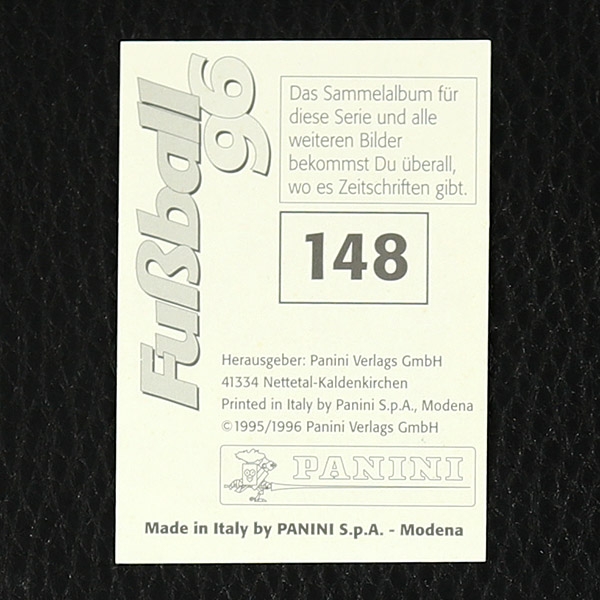 Fußball
96
Das Sammelalbum für
diese Serie und alle
weiteren Bilder
bekommst Du überall,
wo es Zeitschriften gibt.
148
Herausgeber: Panini Verlags GmbH
41334 Nettetal-Kaldenkirchen
Printed in Italy by Panini S.p.A., Modena
©1995/1996 Panini Verlags GmbH
PANINI
Made in Italy by PANINI S.p.A. - Modena